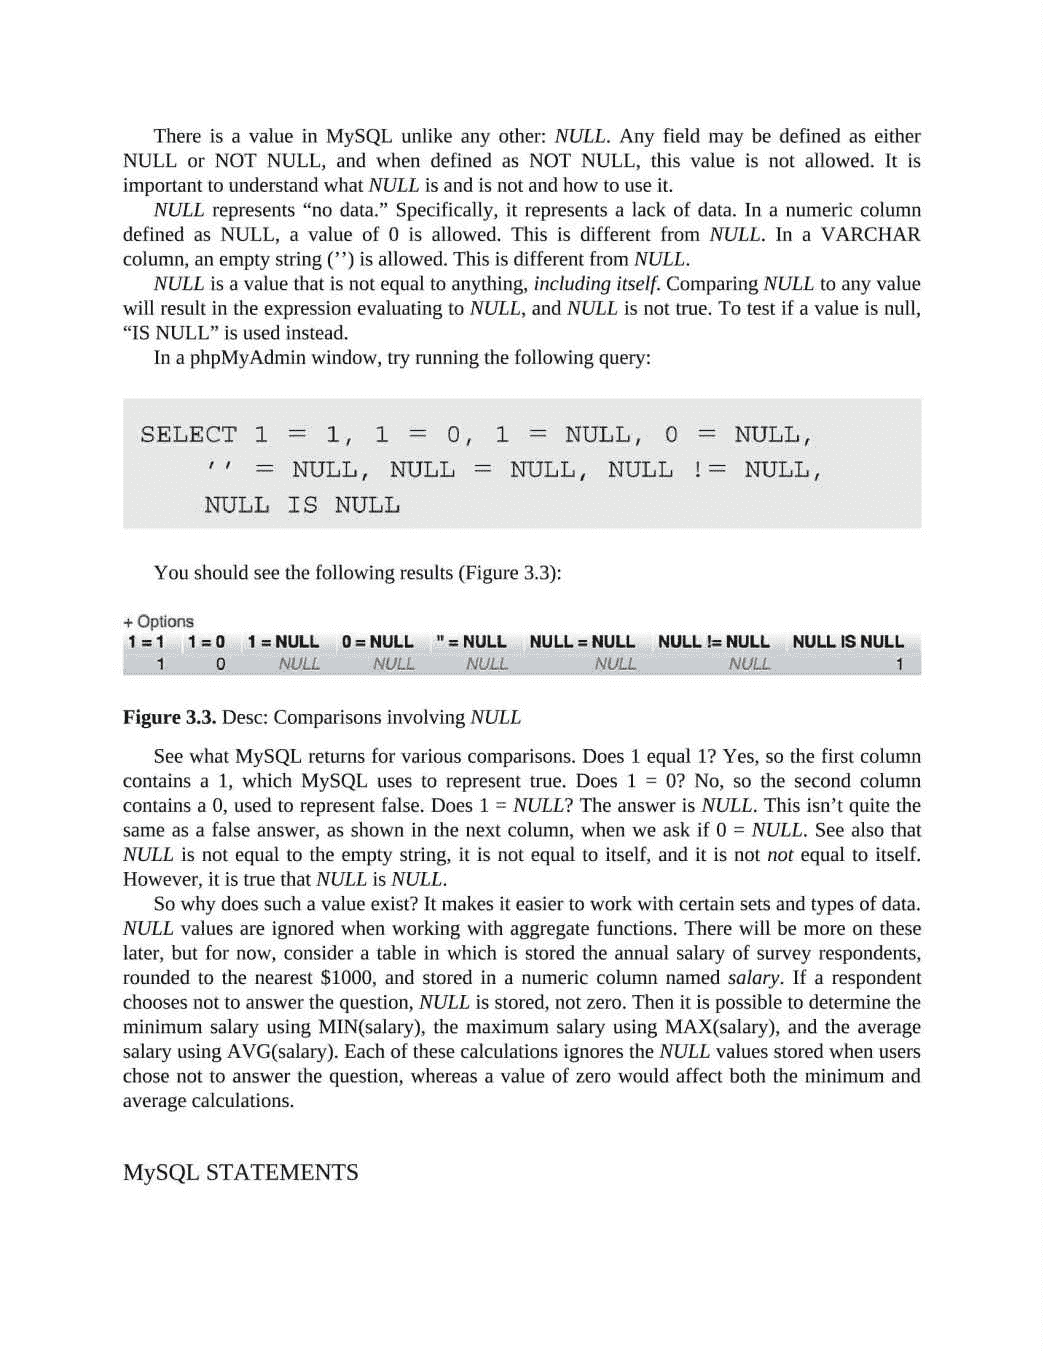 There is a value in MySQL unlike any other: NULL. Any field may be defined as either
NULL or NOT NULL, and when defined as NOT NULL, this value is not allowed. It is
important to understand what NULL is and is not and how to use it.
NULL represents “no data.” Specifically, it represents a lack of data. In a numeric column
defined as NULL, a value of 0 is allowed. This is different from NULL. In a VARCHAR
column, an empty string (’’) is allowed. This is different from NULL.
NULL is a value that is not equal to anything, including itself. Comparing NULL to any value
will result in the expression evaluating to NULL, and NULL is not true. To test if a value is null,
“IS NULL” is used instead.
In a phpMyAdmin window, try running the following query:
SELECT 1 = 1, 1 = 0, 1 = NULL, 0 = NULL,
'' = NULL, NULL = NULL, NULL != NULL,
NULL IS NULL
You should see the following results (Figure 3.3):
+ Options
1 = 1 1 = 0 1 = NULL 0 = NULL '' = NULL NULL = NULL NULL != NULL NULL IS NULL
1 0 NULL NULL NULL NULL NULL 1
Figure 3.3. Desc: Comparisons involving NULL
See what MySQL returns for various comparisons. Does 1 equal 1? Yes, so the first column
contains a 1, which MySQL uses to represent true. Does 1 = 0? No, so the second column
contains a 0, used to represent false. Does 1 = NULL? The answer is NULL. This isn’t quite the
same as a false answer, as shown in the next column, when we ask if 0 = NULL. See also that
NULL is not equal to the empty string, it is not equal to itself, and it is not not equal to itself.
However, it is true that NULL is NULL.
So why does such a value exist? It makes it easier to work with certain sets and types of data.
NULL values are ignored when working with aggregate functions. There will be more on these
later, but for now, consider a table in which is stored the annual salary of survey respondents,
rounded to the nearest $1000, and stored in a numeric column named salary. If a respondent
chooses not to answer the question, NULL is stored, not zero. Then it is possible to determine the
minimum salary using MIN(salary), the maximum salary using MAX(salary), and the average
salary using AVG(salary). Each of these calculations ignores the NULL values stored when users
chose not to answer the question, whereas a value of zero would affect both the minimum and
average calculations.
MySQL STATEMENTS